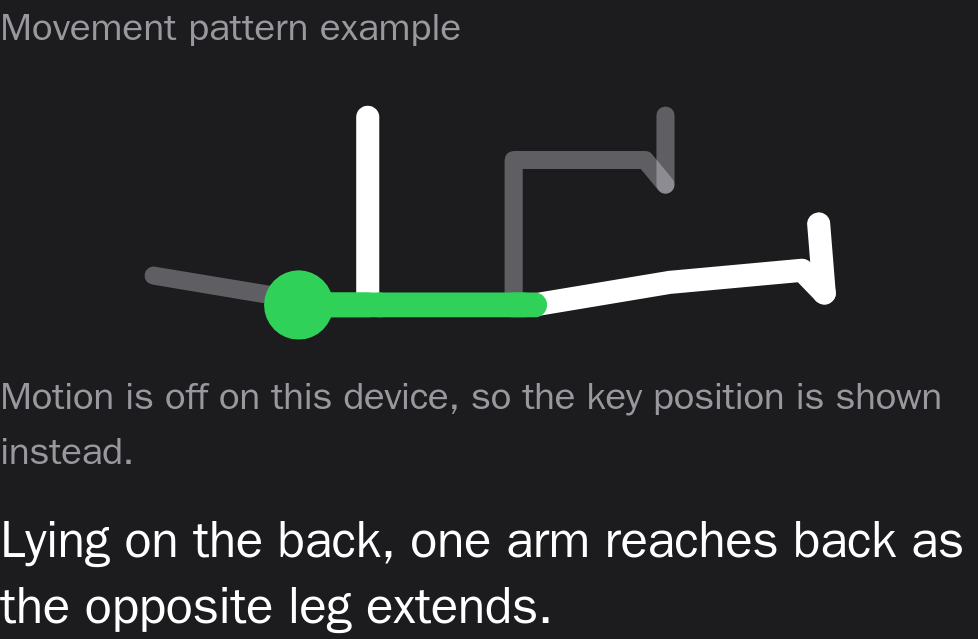 Movement pattern example
Motion is off on this device, so the key position is shown
instead.
Lying on the back, one arm reaches back as
the opposite leg extends.